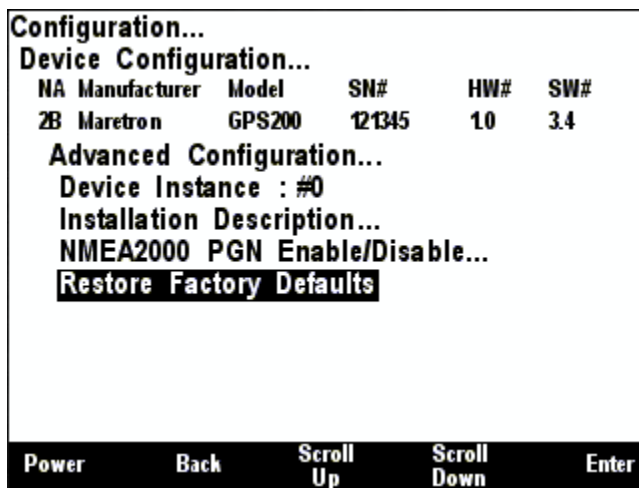 Configuration...
Device Configuration...
NA Manufacturer Model SN# HW# SW#
2B Maretron GPS200 121345 1.0 3.4
Advanced Configuration...
Device Instance : #0
Installation Description...
NMEA2000 PGN Enable/Disable...
Restore Factory Defaults
Power Back Scroll Up Scroll Down Enter